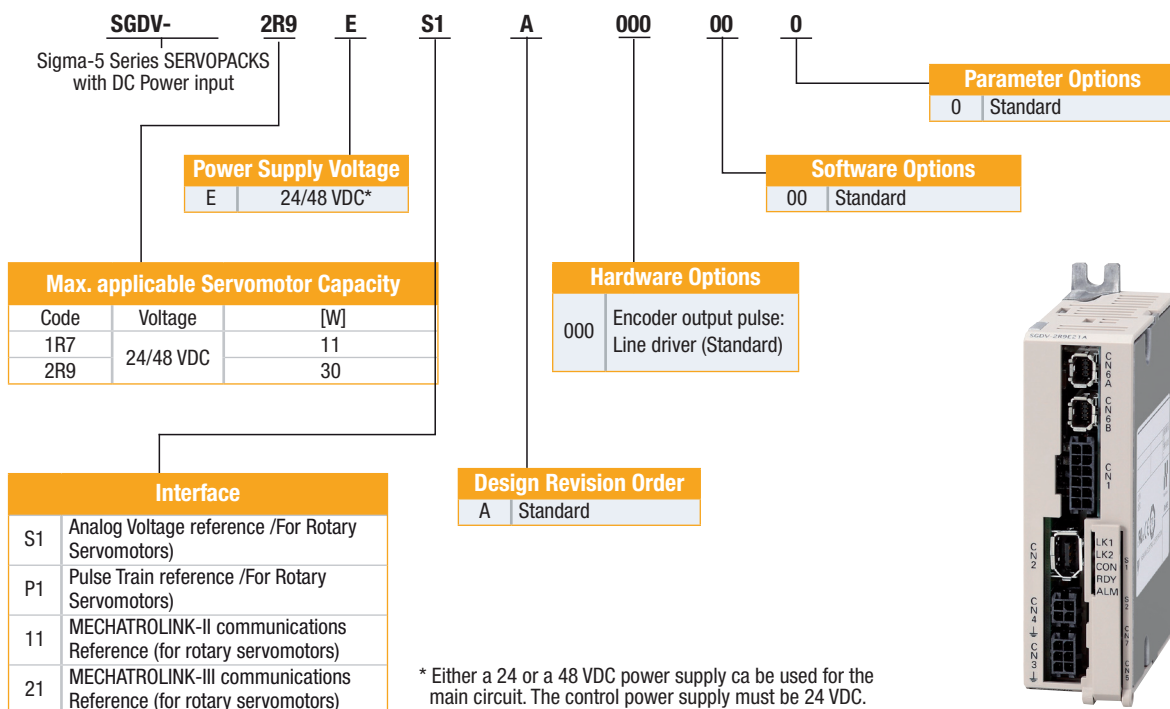 SGDV- 2R9 E S1 A 000 00 0
Sigma-5 Series SERVOPACKS
with DC Power input
Parameter Options
0 Standard
Power Supply Voltage
E 24/48 VDC*
Software Options
00 Standard
Max. applicable Servomotor Capacity
Code Voltage [W]
1R7 24/48 VDC 11
2R9 30
Hardware Options
000 Encoder output pulse:
Line driver (Standard)
Interface
S1 Analog Voltage reference /For Rotary
Servomotors)
P1 Pulse Train reference /For Rotary
Servomotors)
11 MECHATROLINK-II communications
Reference (for rotary servomotors)
21 MECHATROLINK-III communications
Reference (for rotary servomotors)
Design Revision Order
A Standard
* Either a 24 or a 48 VDC power supply ca be used for the
main circuit. The control power supply must be 24 VDC.
SGDV-2R9E21A
CN6A
CN6B
CN1
CN2
LK1
LK2
CON
RDY
ALM
S1
S2
CN4
CN7
CN3
CN5